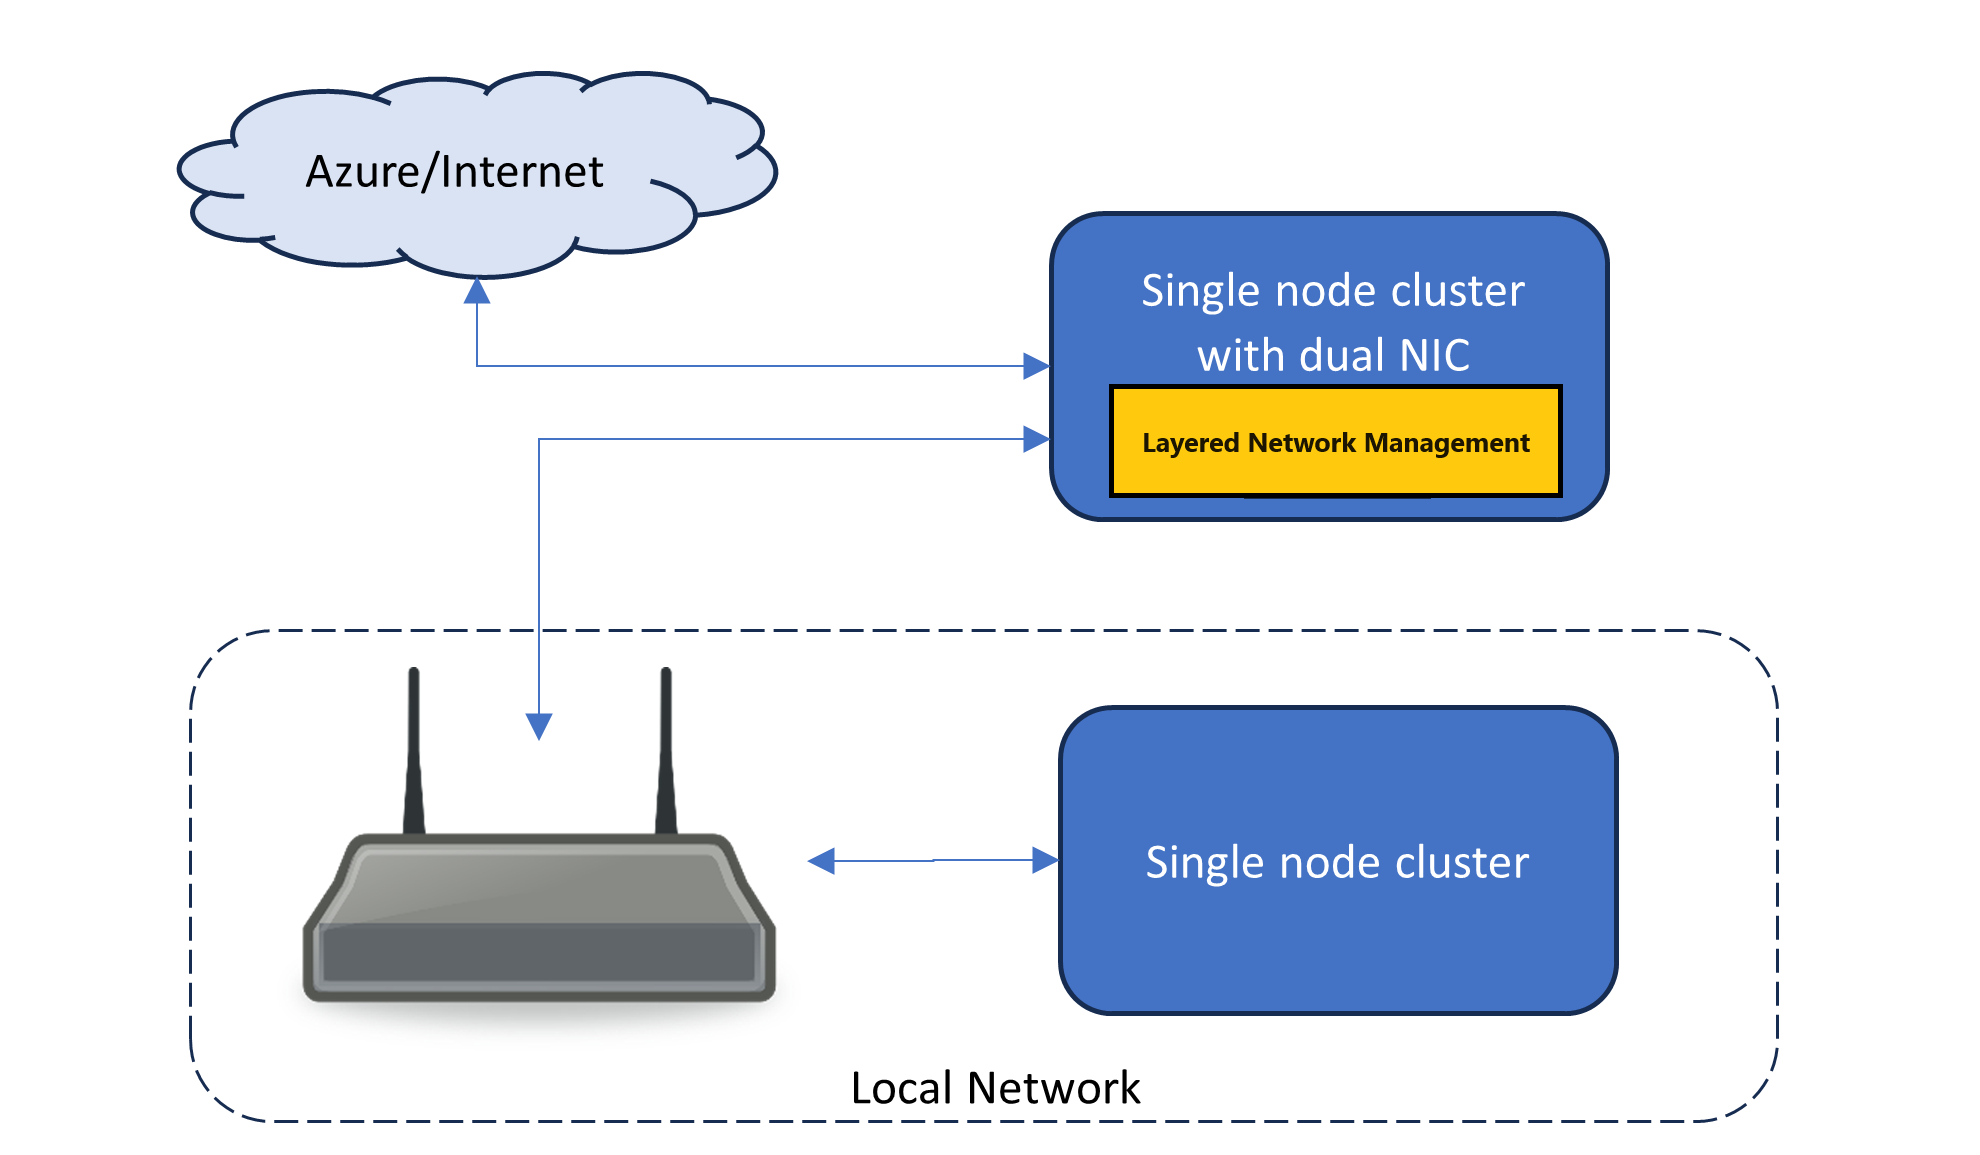 Azure/Internet
Single node cluster
with dual NIC
Layered Network Management
Single node cluster
Local Network